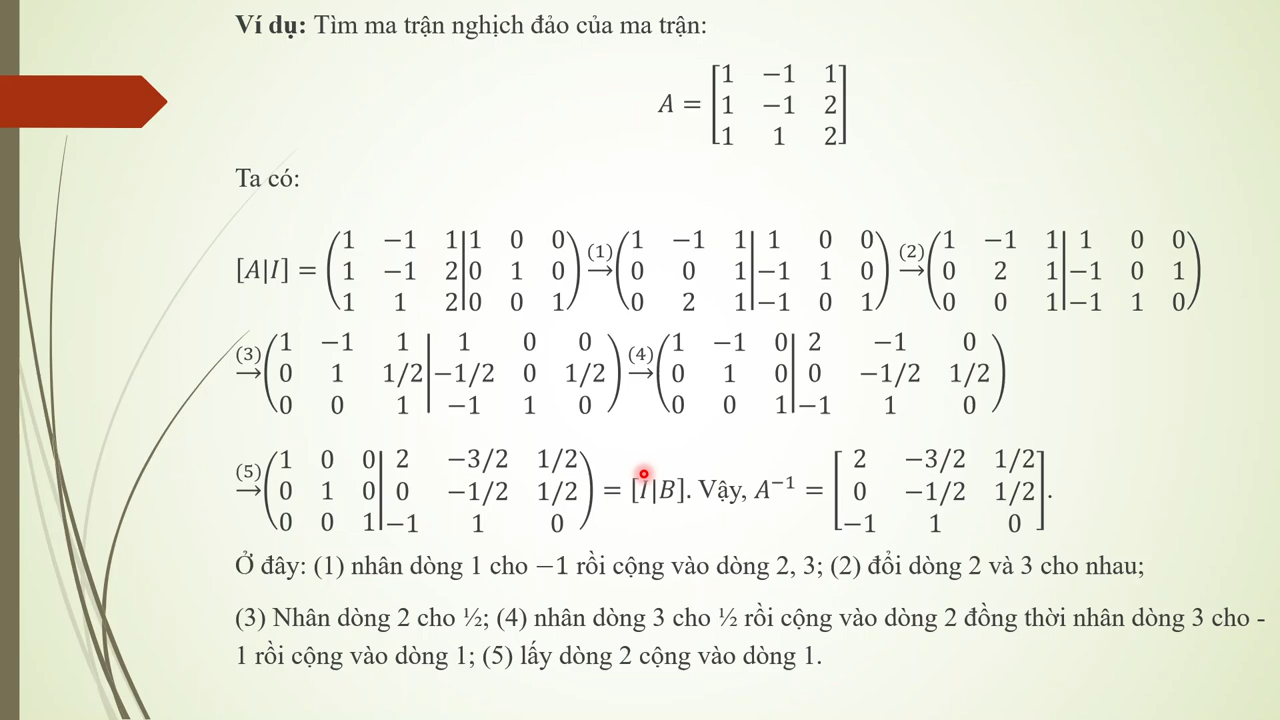 Ví dụ: Tìm ma trận nghịch đảo của ma trận:
A = [1 −1 1; 1 −1 2; 1 1 2]
Ta có:
[A|I] = (1 −1 1|1 0 0; 1 −1 2|0 1 0; 1 1 2|0 0 1) (1)→ (1 −1 1|1 0 0; 0 0 1|−1 1 0; 0 2 1|−1 0 1) (2)→ (1 −1 1|1 0 0; 0 2 1|−1 0 1; 0 0 1|−1 1 0)
(3)→ (1 −1 1|1 0 0; 0 1 1/2|−1/2 0 1/2; 0 0 1|−1 1 0) (4)→ (1 −1 0|2 −1 0; 0 1 0|0 −1/2 1/2; 0 0 1|−1 1 0)
(5)→ (1 0 0|2 −3/2 1/2; 0 1 0|0 −1/2 1/2; 0 0 1|−1 1 0) = [I|B]. Vậy, A⁻¹ = [2 −3/2 1/2; 0 −1/2 1/2; −1 1 0].
Ở đây: (1) nhân dòng 1 cho −1 rồi cộng vào dòng 2, 3; (2) đổi dòng 2 và 3 cho nhau;
(3) Nhân dòng 2 cho ½; (4) nhân dòng 3 cho ½ rồi cộng vào dòng 2 đồng thời nhân dòng 3 cho -
1 rồi cộng vào dòng 1; (5) lấy dòng 2 cộng vào dòng 1.